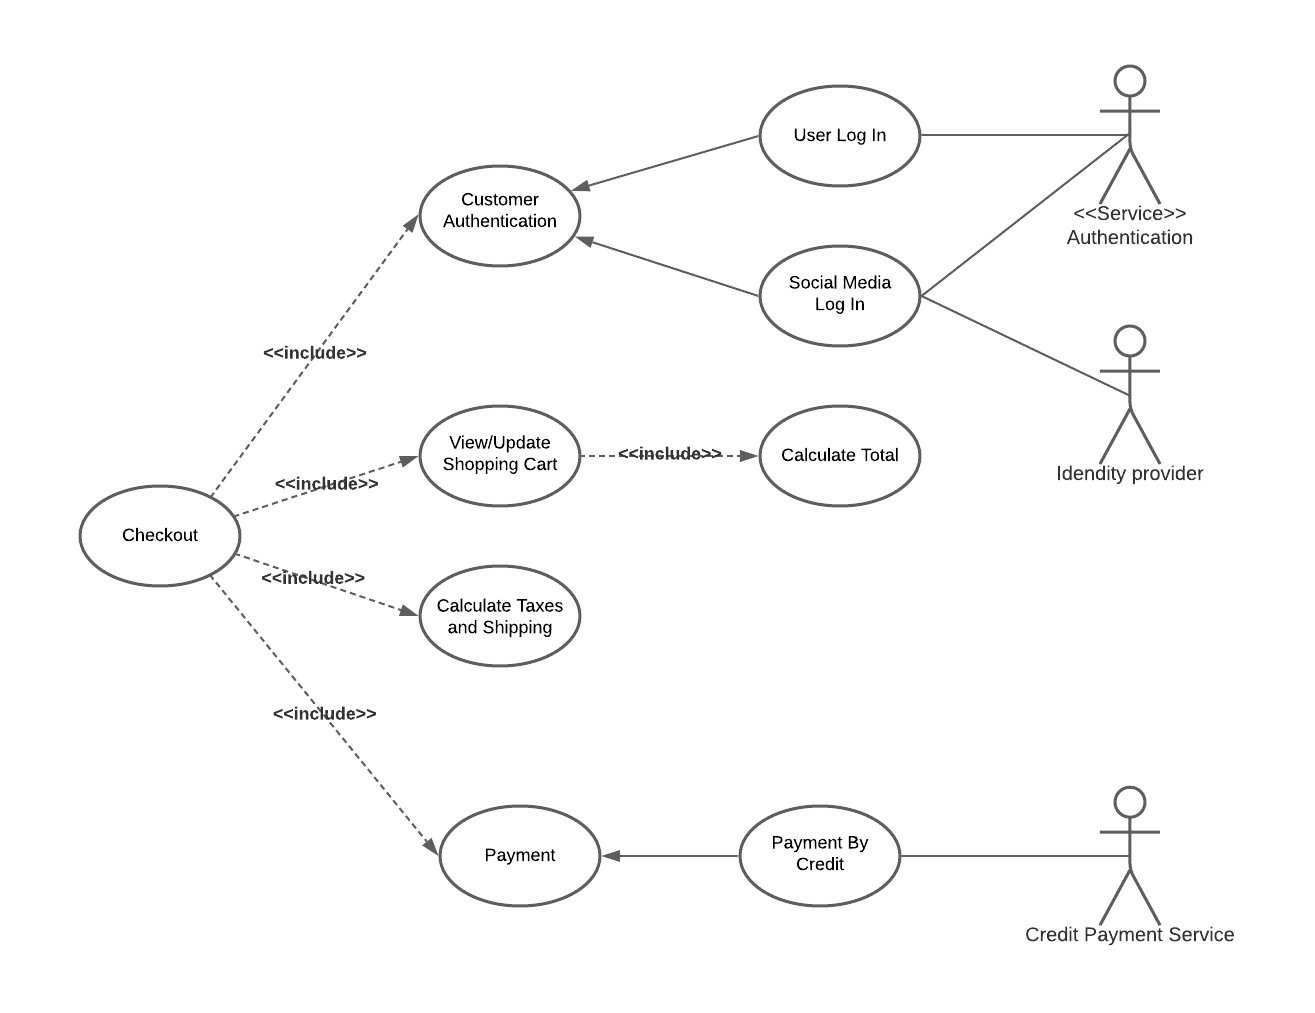 User Log In
<<Service>>
Authentication
Customer
Authentication
Social Media
Log In
<<include>>
Idendity provider
View/Update
Shopping Cart
<<include>>
Calculate Total
<<include>>
Checkout
<<include>>
Calculate Taxes
and Shipping
<<include>>
Payment
Payment By
Credit
Credit Payment Service